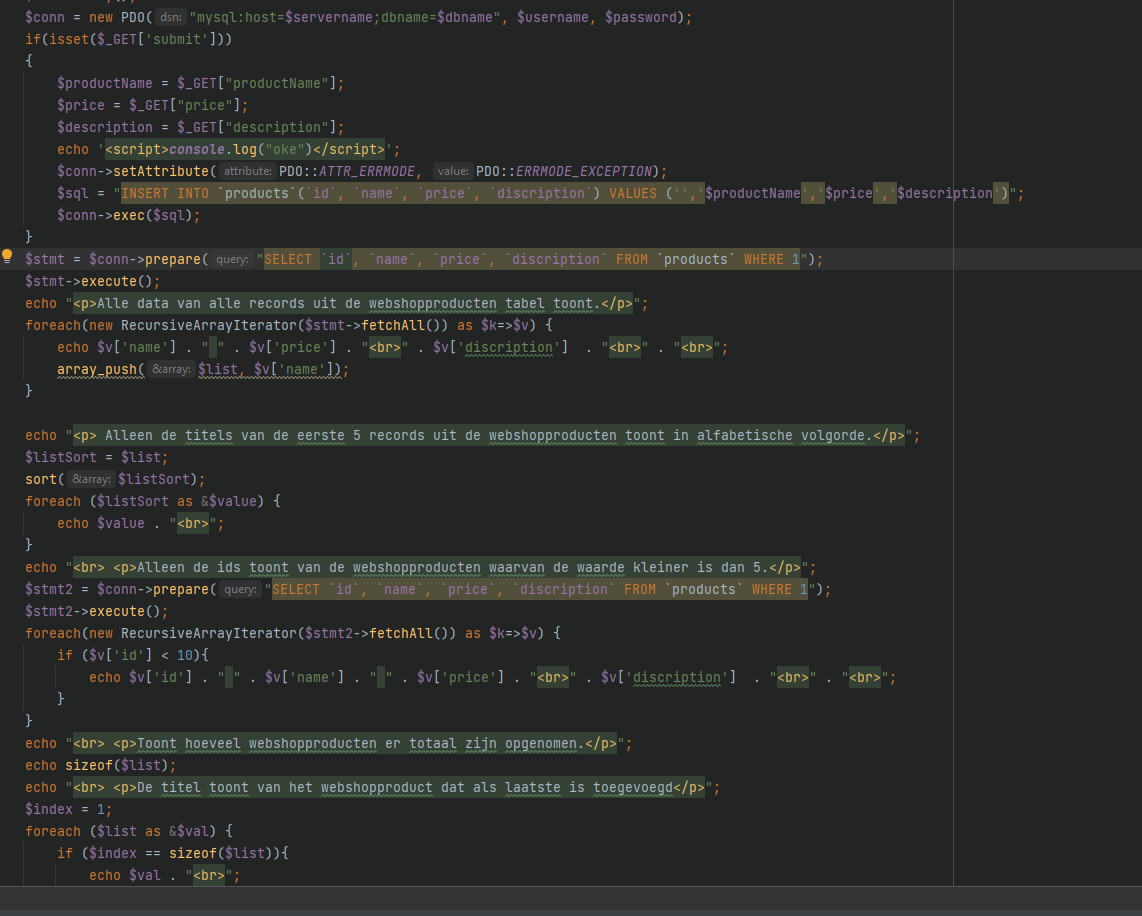 $conn = new PDO( dsn: "mysql:host=$servername;dbname=$dbname", $username, $password);
if(isset($_GET['submit']))
{
    $productName = $_GET["productName"];
    $price = $_GET["price"];
    $description = $_GET["description"];
    echo '<script>console.log("oke")</script>';
    $conn->setAttribute( attribute: PDO::ATTR_ERRMODE,  value: PDO::ERRMODE_EXCEPTION);
    $sql = "INSERT INTO `products`(`id`, `name`, `price`, `discription`) VALUES ('','$productName','$price','$description')";
    $conn->exec($sql);
}
$stmt = $conn->prepare( query: "SELECT `id`, `name`, `price`, `discription` FROM `products` WHERE 1");
$stmt->execute();
echo "<p>Alle data van alle records uit de webshopproducten tabel toont.</p>";
foreach(new RecursiveArrayIterator($stmt->fetchAll()) as $k=>$v) {
    echo $v['name'] . " " . $v['price'] . "<br>" . $v['discription']  . "<br>" . "<br>";
    array_push( &array: $list, $v['name']);
}
echo "<p> Alleen de titels van de eerste 5 records uit de webshopproducten toont in alfabetische volgorde.</p>";
$listSort = $list;
sort( &array: $listSort);
foreach ($listSort as &$value) {
    echo $value . "<br>";
}
echo "<br> <p>Alleen de ids toont van de webshopproducten waarvan de waarde kleiner is dan 5.</p>";
$stmt2 = $conn->prepare( query: "SELECT `id`, `name`, `price`, `discription` FROM `products` WHERE 1");
$stmt2->execute();
foreach(new RecursiveArrayIterator($stmt2->fetchAll()) as $k=>$v) {
    if ($v['id'] < 10){
        echo $v['id'] . " " . $v['name'] . " " . $v['price'] . "<br>" . $v['discription']  . "<br>" . "<br>";
    }
}
echo "<br> <p>Toont hoeveel webshopproducten er totaal zijn opgenomen.</p>";
echo sizeof($list);
echo "<br> <p>De titel toont van het webshopproduct dat als laatste is toegevoegd</p>";
$index = 1;
foreach ($list as &$val) {
    if ($index == sizeof($list)){
        echo $val . "<br>";